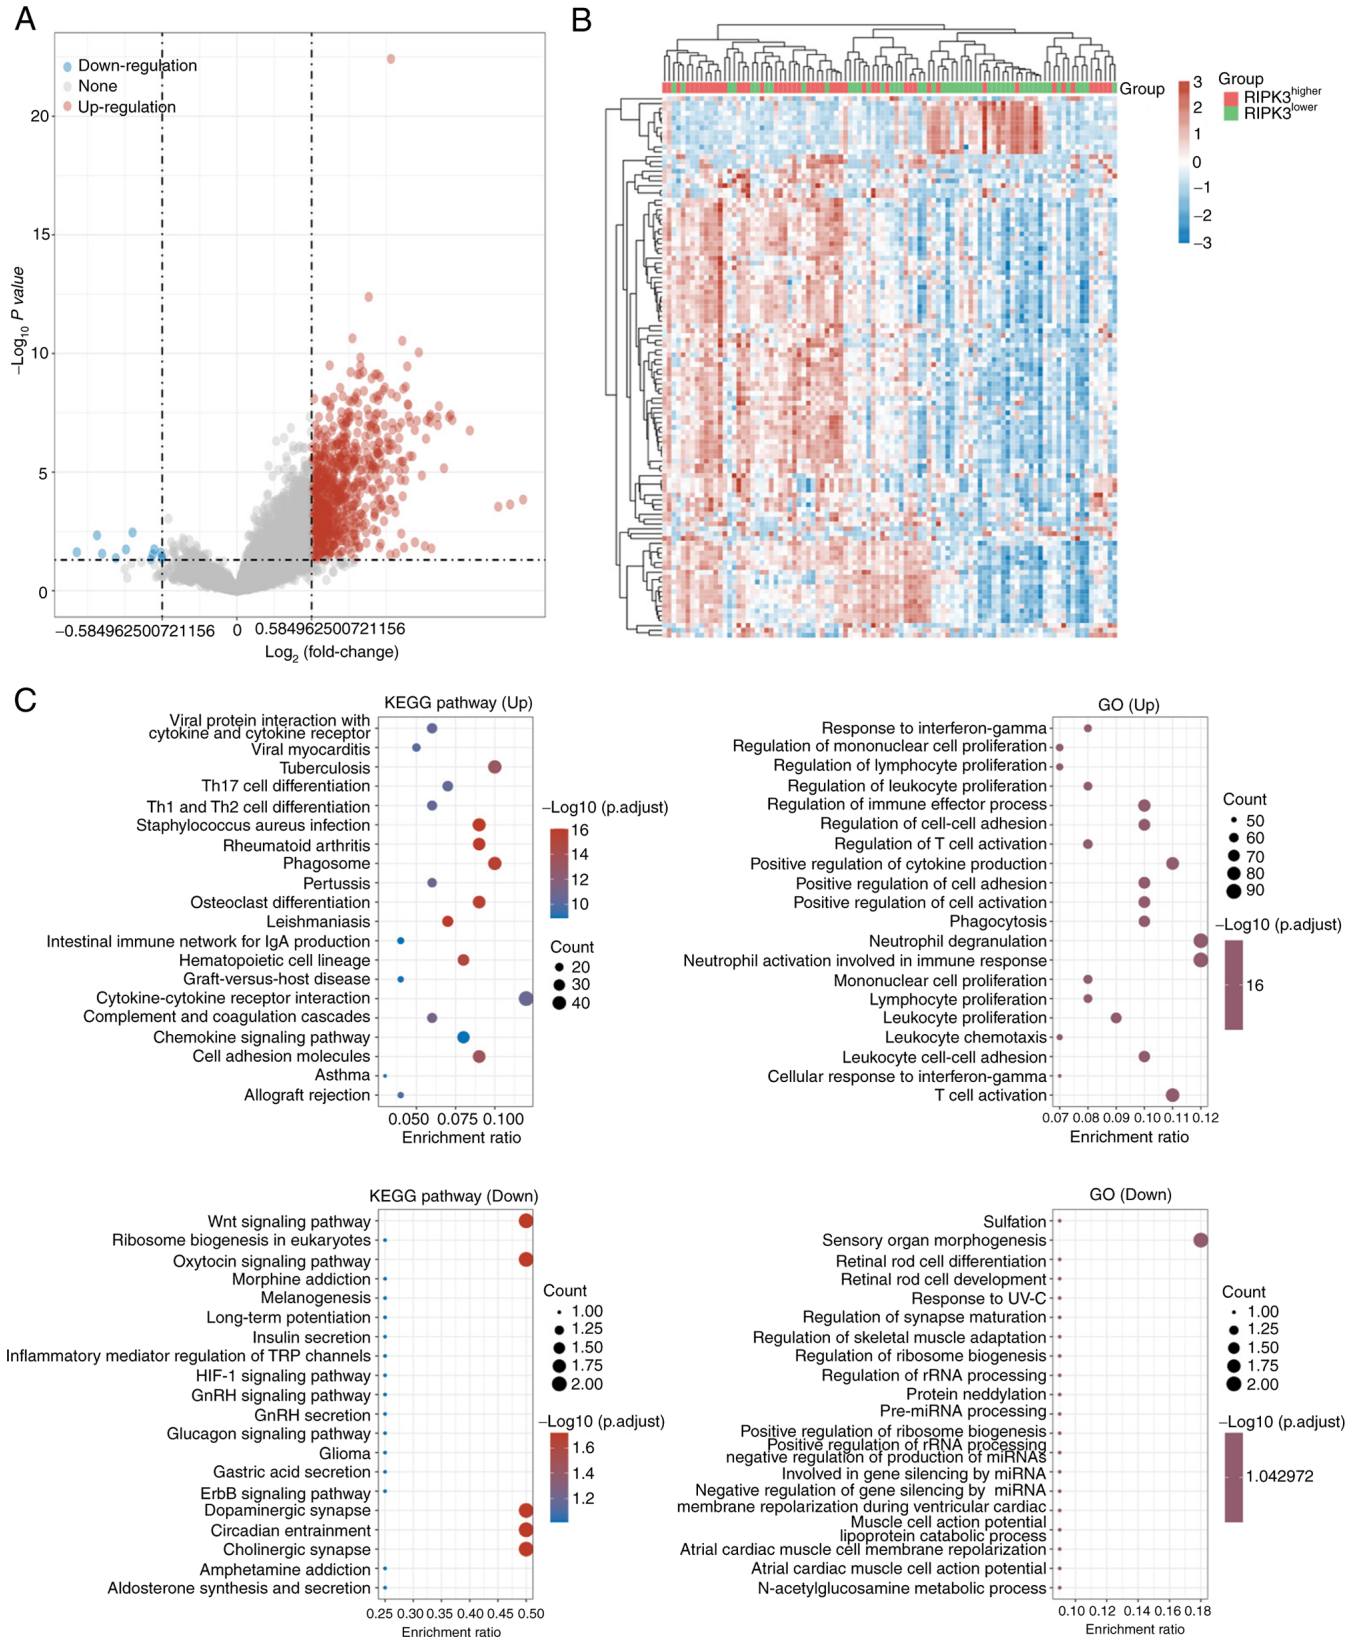 A
Down-regulation
None
Up-regulation
20
15
10
5
0
−Log10 P value
−0.5849625007211560
0
0.5849625007211560
Log2 (fold-change)
B
Group
3
2
1
0
−1
−2
−3
Group
RIPK3higher
RIPK3lower
C
KEGG pathway (Up)
Viral protein interaction with
cytokine and cytokine receptor
Viral myocarditis
Tuberculosis
Th17 cell differentiation
Th1 and Th2 cell differentiation
Staphylococcus aureus infection
Rheumatoid arthritis
Phagosome
Pertussis
Osteoclast differentiation
Leishmaniasis
Intestinal immune network for IgA production
Hematopoietic cell lineage
Graft-versus-host disease
Cytokine-cytokine receptor interaction
Complement and coagulation cascades
Chemokine signaling pathway
Cell adhesion molecules
Asthma
Allograft rejection
0.050 0.075 0.100
Enrichment ratio
−Log10 (p.adjust)
16
14
12
10
Count
20
30
40
GO (Up)
Response to interferon-gamma
Regulation of mononuclear cell proliferation
Regulation of lymphocyte proliferation
Regulation of leukocyte proliferation
Regulation of immune effector process
Regulation of cell-cell adhesion
Regulation of T cell activation
Positive regulation of cytokine production
Positive regulation of cell adhesion
Positive regulation of cell activation
Phagocytosis
Neutrophil degranulation
Neutrophil activation involved in immune response
Mononuclear cell proliferation
Lymphocyte proliferation
Leukocyte proliferation
Leukocyte chemotaxis
Leukocyte cell-cell adhesion
Cellular response to interferon-gamma
T cell activation
0.07 0.08 0.09 0.10 0.11 0.12
Enrichment ratio
Count
50
60
70
80
90
−Log10 (p.adjust)
16
KEGG pathway (Down)
Wnt signaling pathway
Ribosome biogenesis in eukaryotes
Oxytocin signaling pathway
Morphine addiction
Melanogenesis
Long-term potentiation
Insulin secretion
Inflammatory mediator regulation of TRP channels
HIF-1 signaling pathway
GnRH signaling pathway
GnRH secretion
Glucagon signaling pathway
Glioma
Gastric acid secretion
ErbB signaling pathway
Dopaminergic synapse
Circadian entrainment
Cholinergic synapse
Amphetamine addiction
Aldosterone synthesis and secretion
0.25 0.30 0.35 0.40 0.45 0.50
Enrichment ratio
Count
1.00
1.25
1.50
1.75
2.00
−Log10 (p.adjust)
1.6
1.4
1.2
GO (Down)
Sulfation
Sensory organ morphogenesis
Retinal rod cell differentiation
Retinal rod cell development
Response to UV-C
Regulation of synapse maturation
Regulation of skeletal muscle adaptation
Regulation of ribosome biogenesis
Regulation of rRNA processing
Protein neddylation
Pre-miRNA processing
Positive regulation of ribosome biogenesis
Positive regulation of rRNA processing
negative regulation of production of miRNAs
Involved in gene silencing by miRNA
Negative regulation of gene silencing by miRNA
membrane repolarization during ventricular cardiac
Muscle cell action potential
lipoprotein catabolic process
Atrial cardiac muscle cell membrane repolarization
Atrial cardiac muscle cell action potential
N-acetylglucosamine metabolic process
0.10 0.12 0.14 0.16 0.18
Enrichment ratio
Count
1.00
1.25
1.50
1.75
2.00
−Log10 (p.adjust)
1.042972